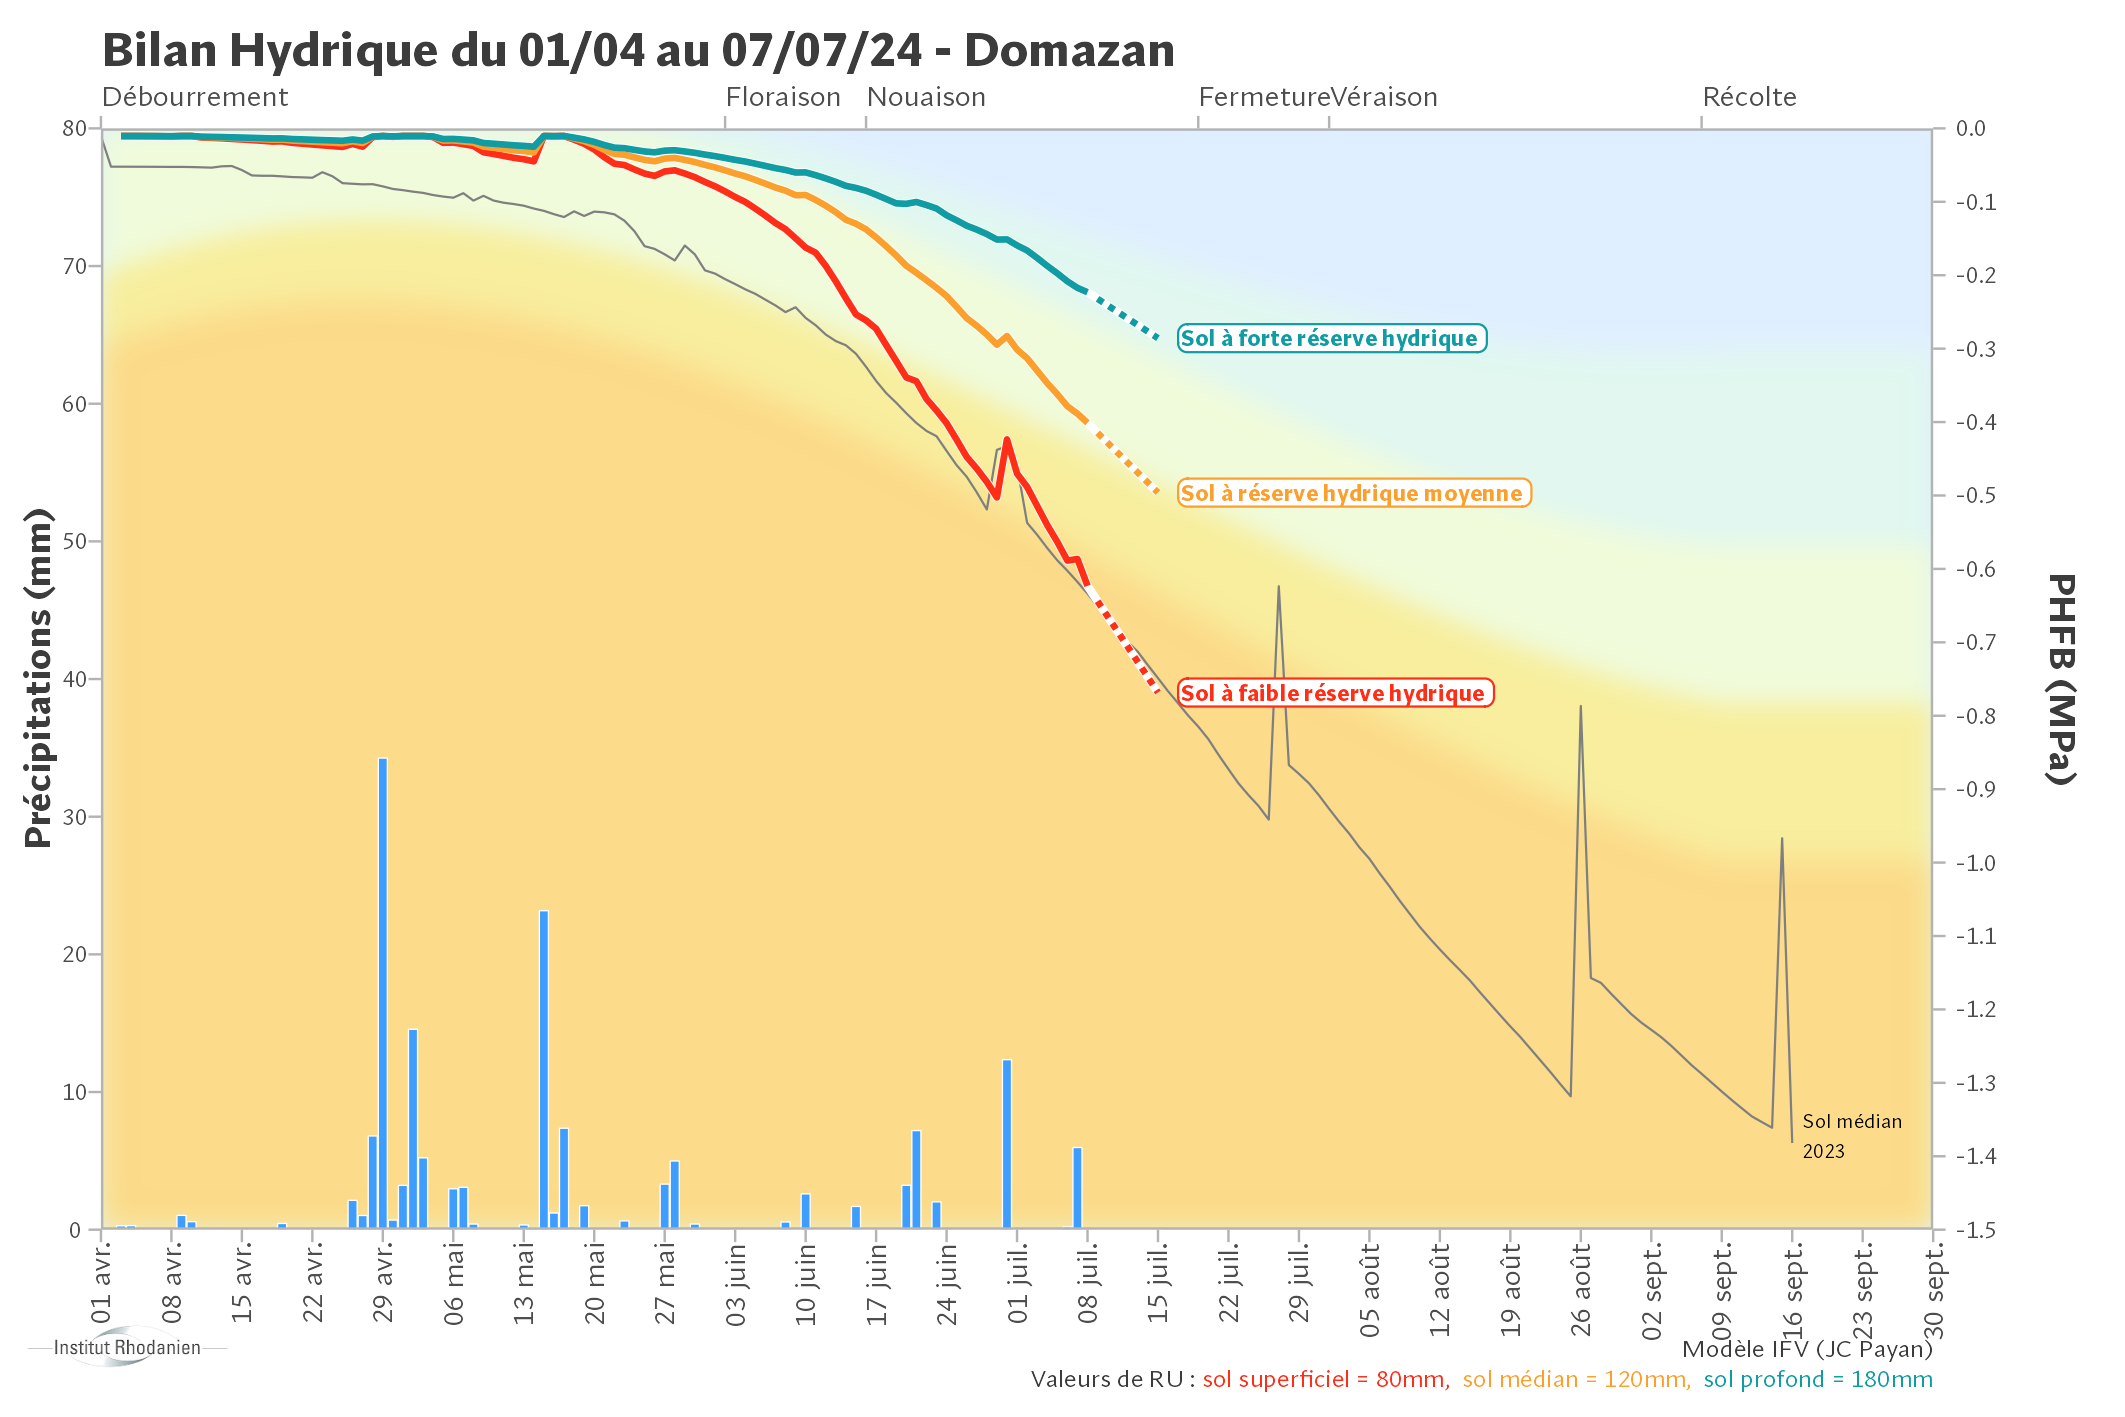 Bilan Hydrique du 01/04 au 07/07/24 - Domazan
Débourrement Floraison Nouaison Fermeture Véraison Récolte
80
70
60
50
40
30
20
10
0
Précipitations (mm)
0.0
-0.1
-0.2
-0.3
-0.4
-0.5
-0.6
-0.7
-0.8
-0.9
-1.0
-1.1
-1.2
-1.3
-1.4
-1.5
PHFB (MPa)
Sol à forte réserve hydrique
Sol à réserve hydrique moyenne
Sol à faible réserve hydrique
Sol médian
2023
01 avr.
08 avr.
15 avr.
22 avr.
29 avr.
06 mai
13 mai
20 mai
27 mai
03 juin
10 juin
17 juin
24 juin
01 juil.
08 juil.
15 juil.
22 juil.
29 juil.
05 août
12 août
19 août
26 août
02 sept.
09 sept.
16 sept.
23 sept.
30 sept.
Institut Rhodanien
Modèle IFV (JC Payan)
Valeurs de RU : sol superficiel = 80mm, sol médian = 120mm, sol profond = 180mm